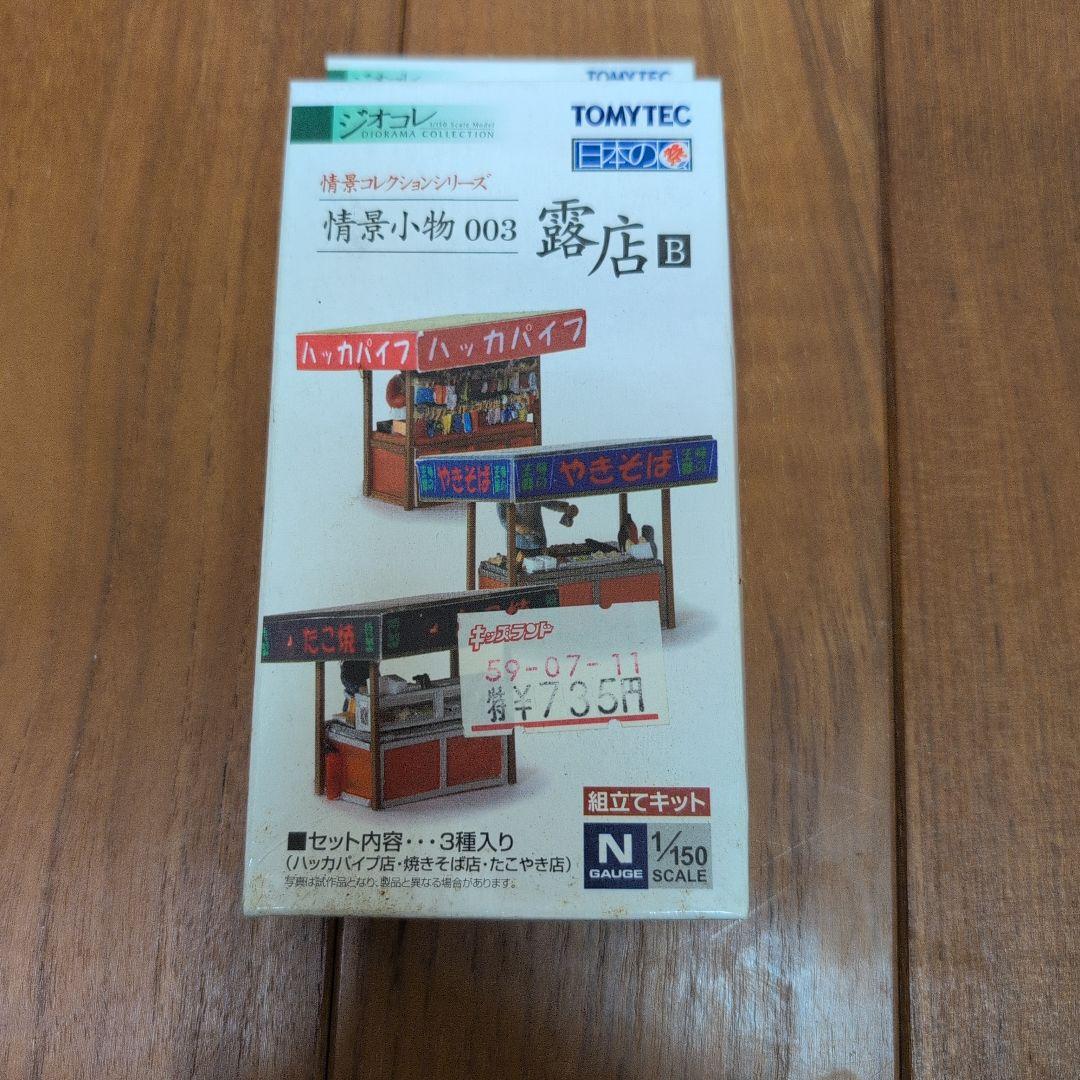 TOMYTEC
ジオコレ
1/150 Scale Model
DIORAMA COLLECTION
TOMYTEC
日本の
情景コレクションシリーズ
情景小物 003
露店 B
ハッカパイプ ハッカパイプ
やきそば やきそば
たこ焼
キッズランド
59-07-11
特¥735円
組立てキット
■セット内容・・・3種入り
(ハッカパイプ店・焼きそば店・たこやき店)
写真は試作品となり、製品と異なる場合があります。
N GAUGE
1/150 SCALE